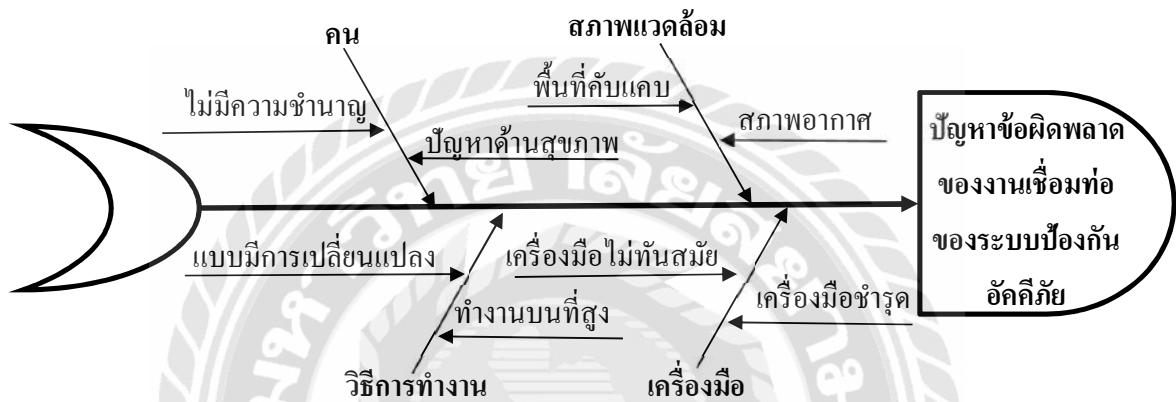 คน
สภาพแวดล้อม
พื้นที่คับแคบ
ไม่มีความชำนาญ
สภาพอากาศ
ปัญหาด้านสุขภาพ
ปัญหาข้อผิดพลาด
ของงานเชื่อมท่อ
ของระบบป้องกัน
อัคคีภัย
แบบมีการเปลี่ยนแปลง
เครื่องมือไม่ทันสมัย
เครื่องมือชำรุด
ทำงานบนที่สูง
วิธีการทำงาน
เครื่องมือ